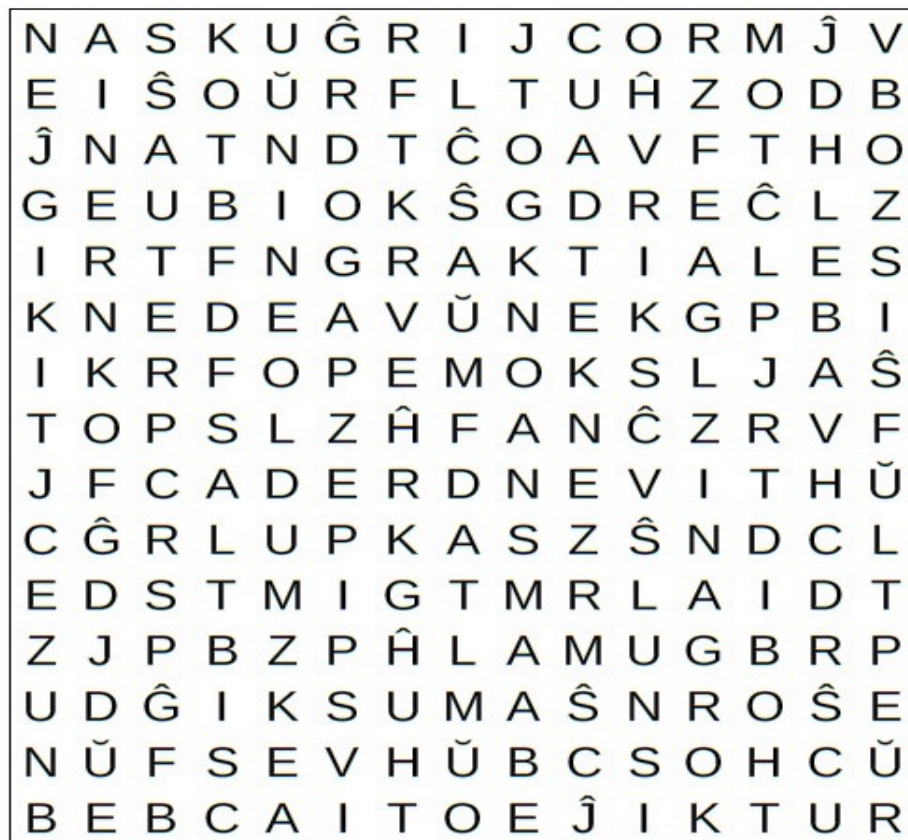 N A S K U Ĝ R I J C O R M Ĵ V
E I Ŝ O Ŭ R F L T U Ĥ Z O D B
Ĵ N A T N D T Ĉ O A V F T H O
G E U B I O K Ŝ G D R E Ĉ L Z
I R T F N G R A K T I A L E S
K N E D E A V Ŭ N E K G P B I
I K R F O P E M O K S L J A Ŝ
T O P S L Z Ĥ F A N Ĉ Z R V F
J F C A D E R D N E V I T H Ŭ
C Ĝ R L U P K A S Z Ŝ N D C L
E D S T M I G T M R L A I D T
Z J P B Z P Ĥ L A M U G B R P
U D Ĝ I K S U M A Ŝ N R O Ŝ E
N Ŭ F S E V H Ŭ B C S O H C Ŭ
B E B C A I T O E Ĵ I K T U R